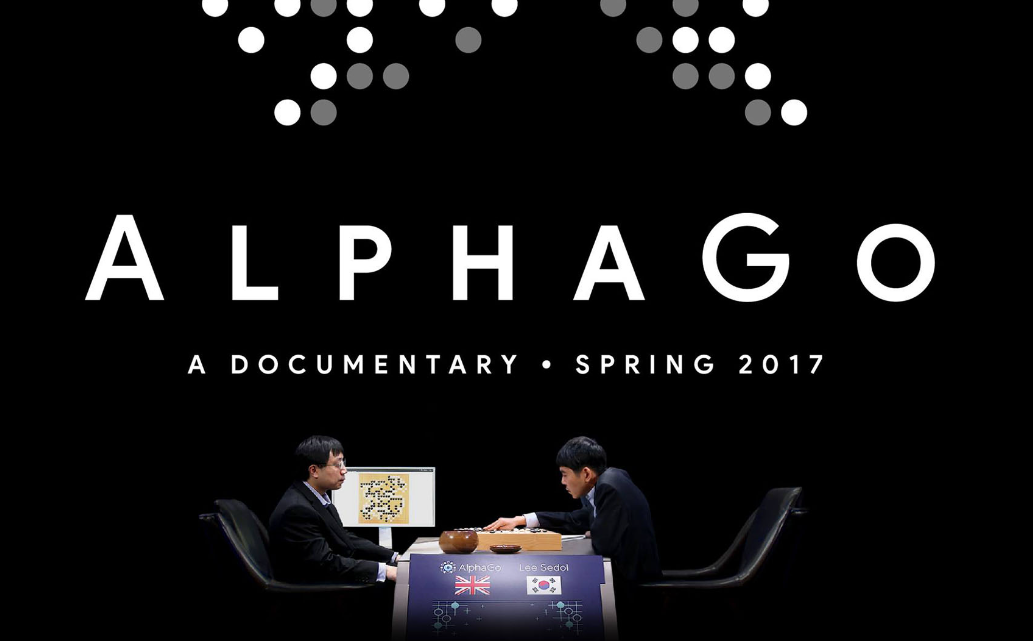 ALPHAGO
A DOCUMENTARY • SPRING 2017
AlphaGo Lee Sedol